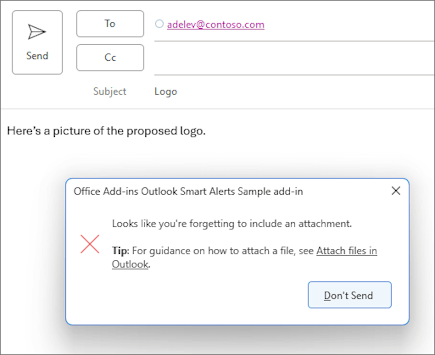 To
adelev@contoso.com
Send
Cc
Subject Logo
Here's a picture of the proposed logo.
Office Add-ins Outlook Smart Alerts Sample add-in
Looks like you're forgetting to include an attachment.
Tip: For guidance on how to attach a file, see Attach files in
Outlook.
Don't Send